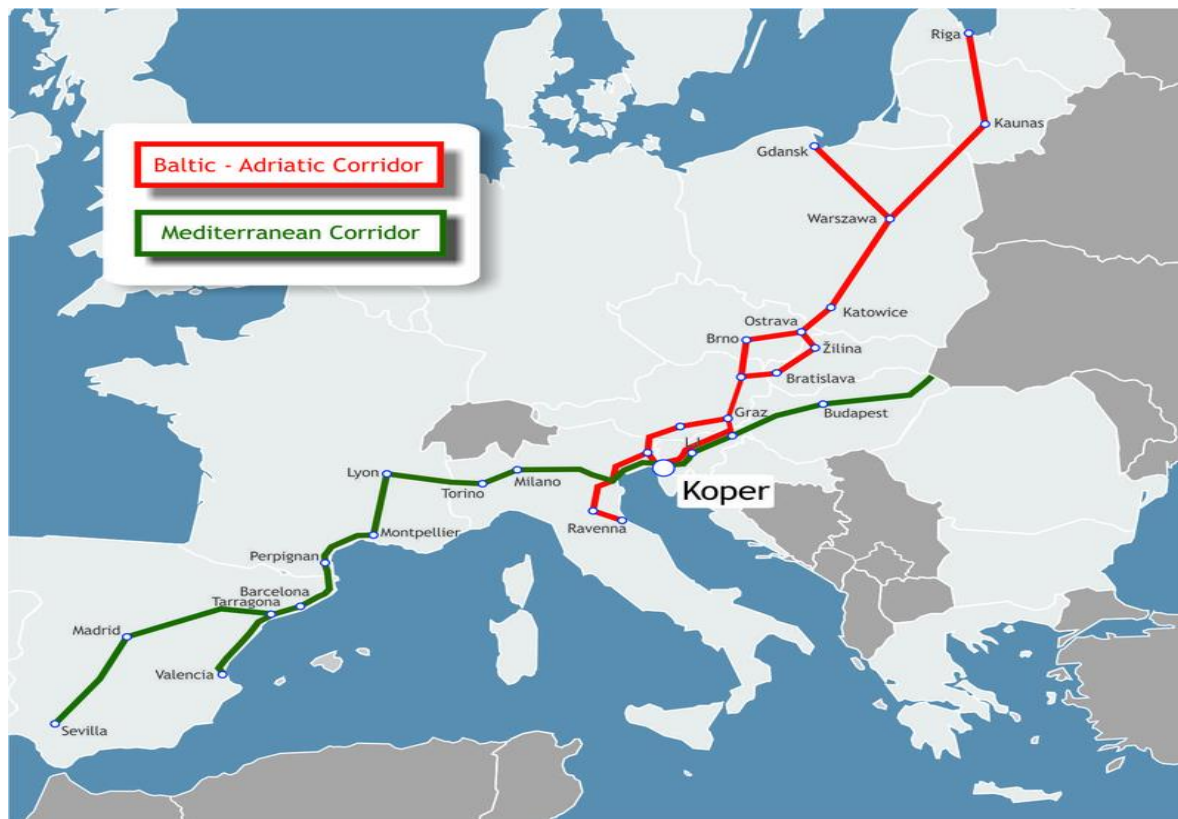 Riga
Kaunas
Gdansk
Baltic - Adriatic Corridor
Warszawa
Mediterranean Corridor
Katowice
Ostrava
Brno
Žilina
Bratislava
Graz
Budapest
Lyon
Milano
Torino
Koper
Ravenna
Montpellier
Perpignan
Barcelona
Tarragona
Madrid
Valencia
Sevilla